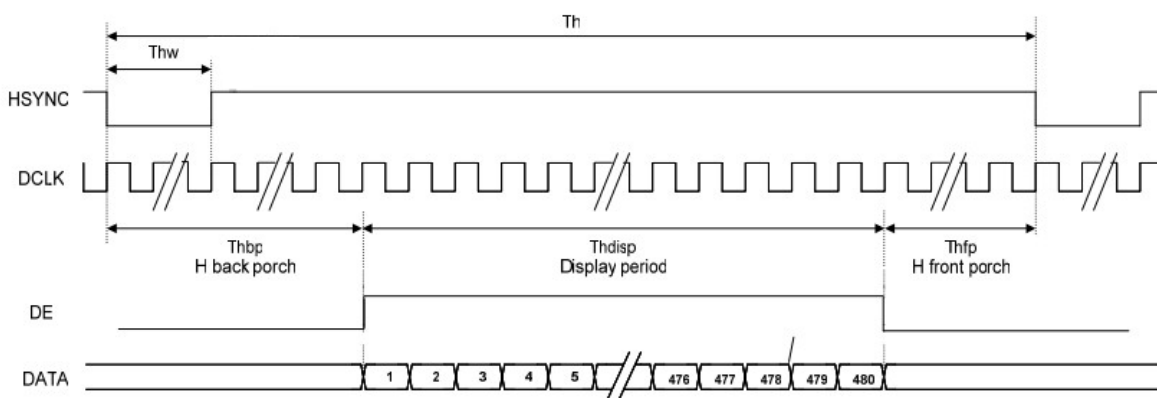 Th
Thw
HSYNC
DCLK
Thbp Thdisp Thfp
H back porch Display period H front porch
DE
DATA 1 2 3 4 5 476 477 478 479 480